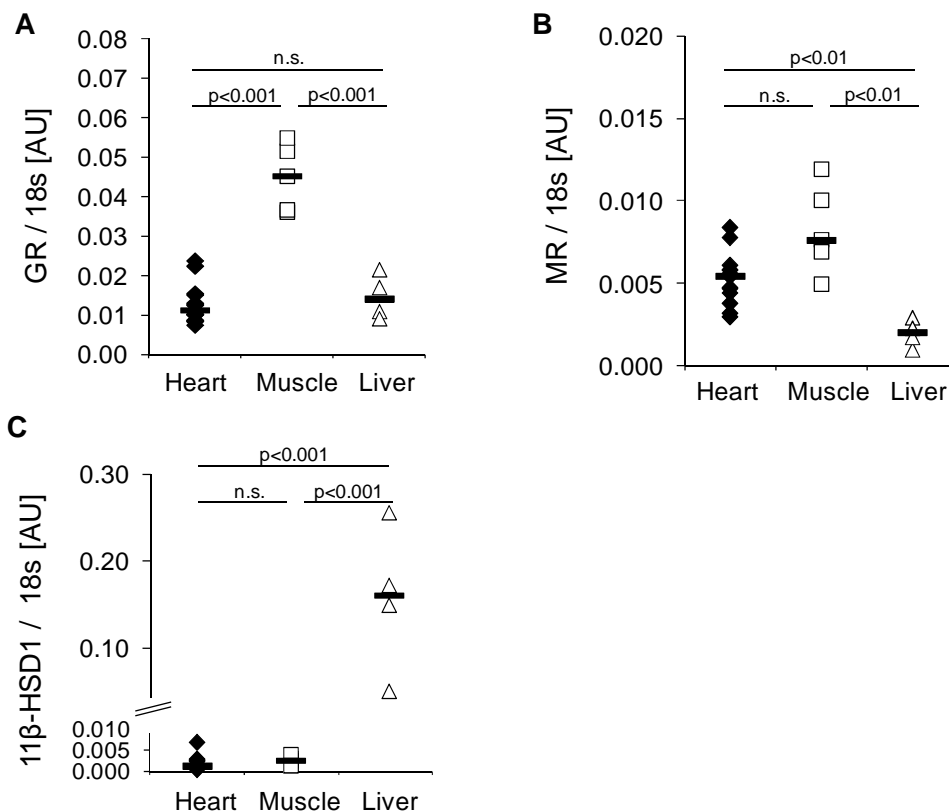 A
GR / 18s [AU]
0.08
0.07
0.06
0.05
0.04
0.03
0.02
0.01
0.00
n.s.
p<0.001 p<0.001
Heart Muscle Liver
B
MR / 18s [AU]
0.020
0.015
0.010
0.005
0.000
p<0.01
n.s. p<0.01
Heart Muscle Liver
C
11β-HSD1 / 18s [AU]
0.30
0.20
0.10
0.010
0.005
0.000
p<0.001
n.s. p<0.001
Heart Muscle Liver